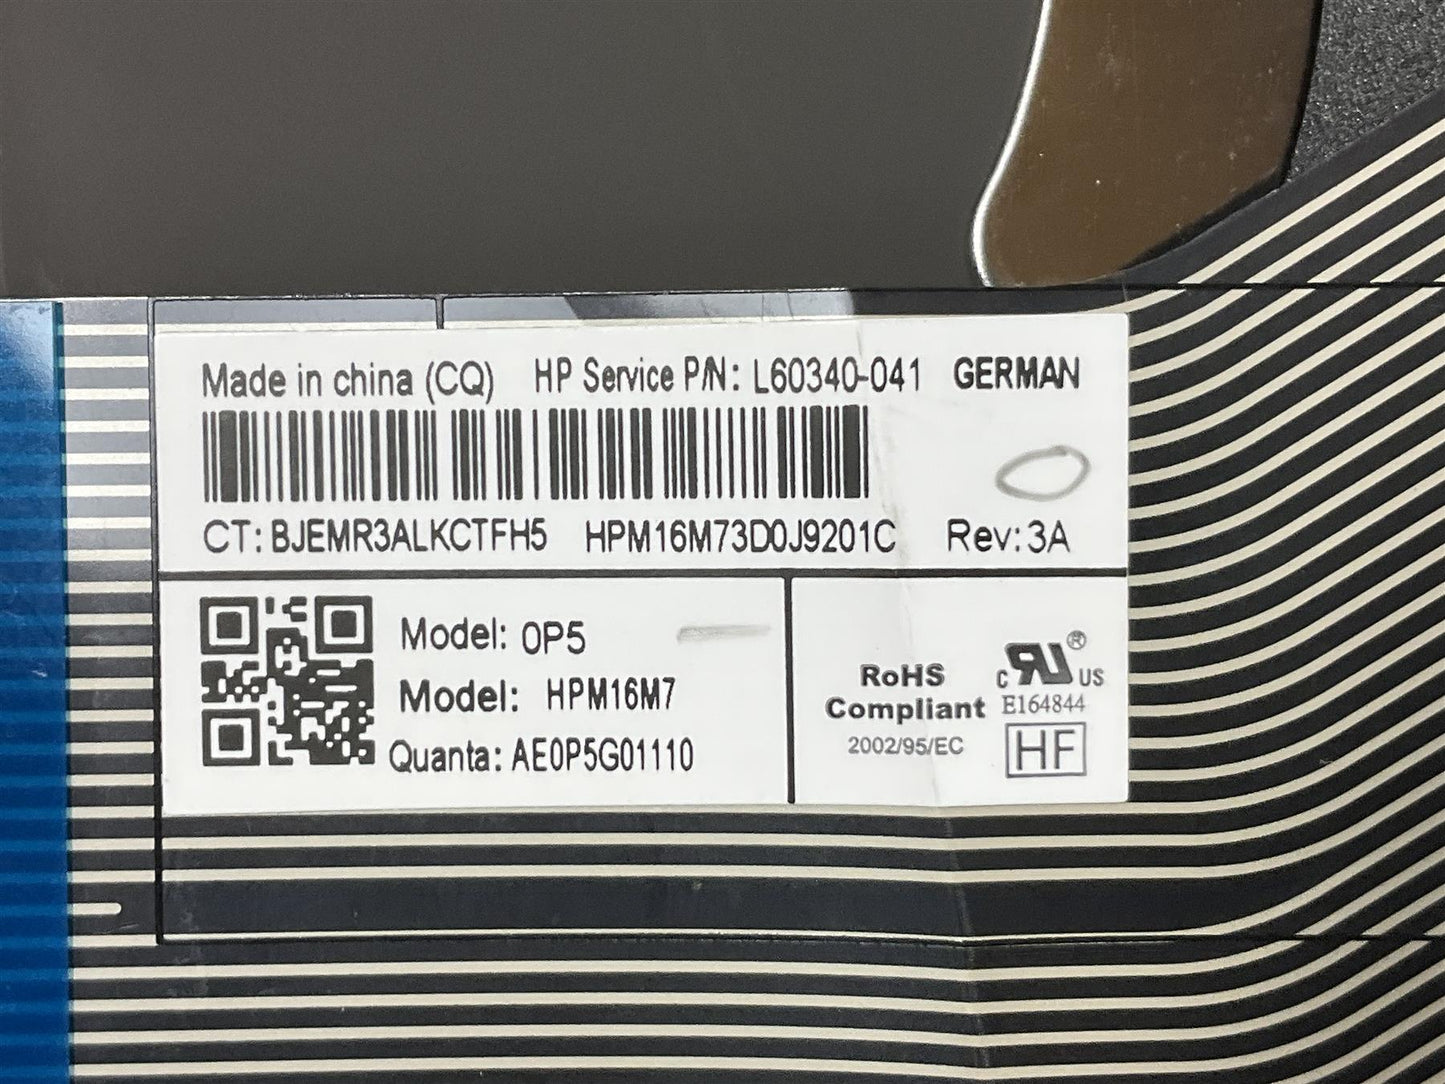 Made in china (CQ) HP Service P/N: L60340-041 GERMAN
CT: BJEMR3ALKCTFH5 HPM16M73D0J9201C Rev: 3A
Model: 0P5
Model: HPM16M7
Quanta: AE0P5G01110
RoHS
Compliant
2002/95/EC
c RU ® US
E164844
HF